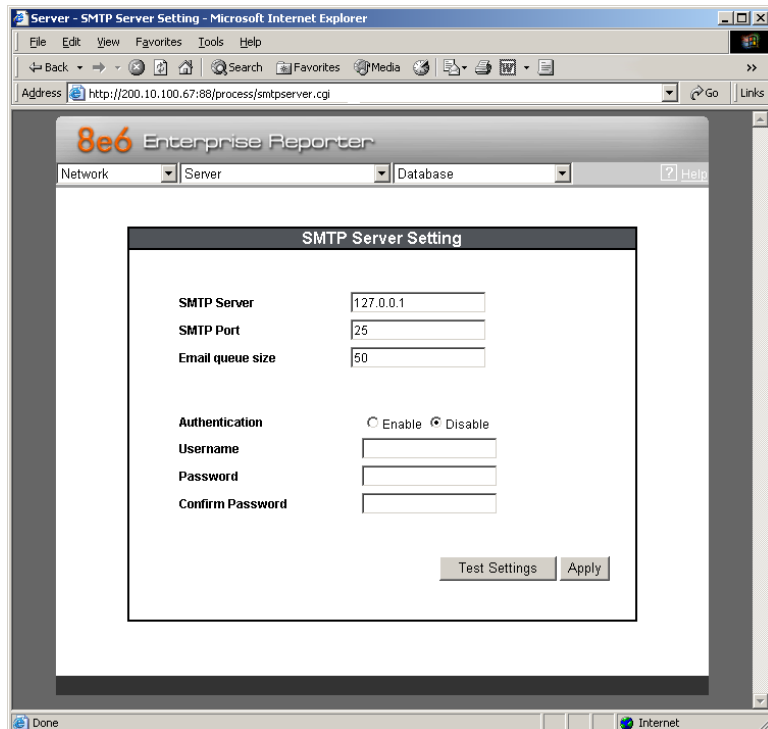 Server - SMTP Server Setting - Microsoft Internet Explorer
File Edit View Favorites Tools Help
Back Search Favorites Media
Address http://200.10.100.67:88/process/smtpserver.cgi Go Links
8e6 Enterprise Reporter
Network Server Database ? Help
SMTP Server Setting
SMTP Server 127.0.0.1
SMTP Port 25
Email queue size 50
Authentication Enable Disable
Username
Password
Confirm Password
Test Settings Apply
Done Internet